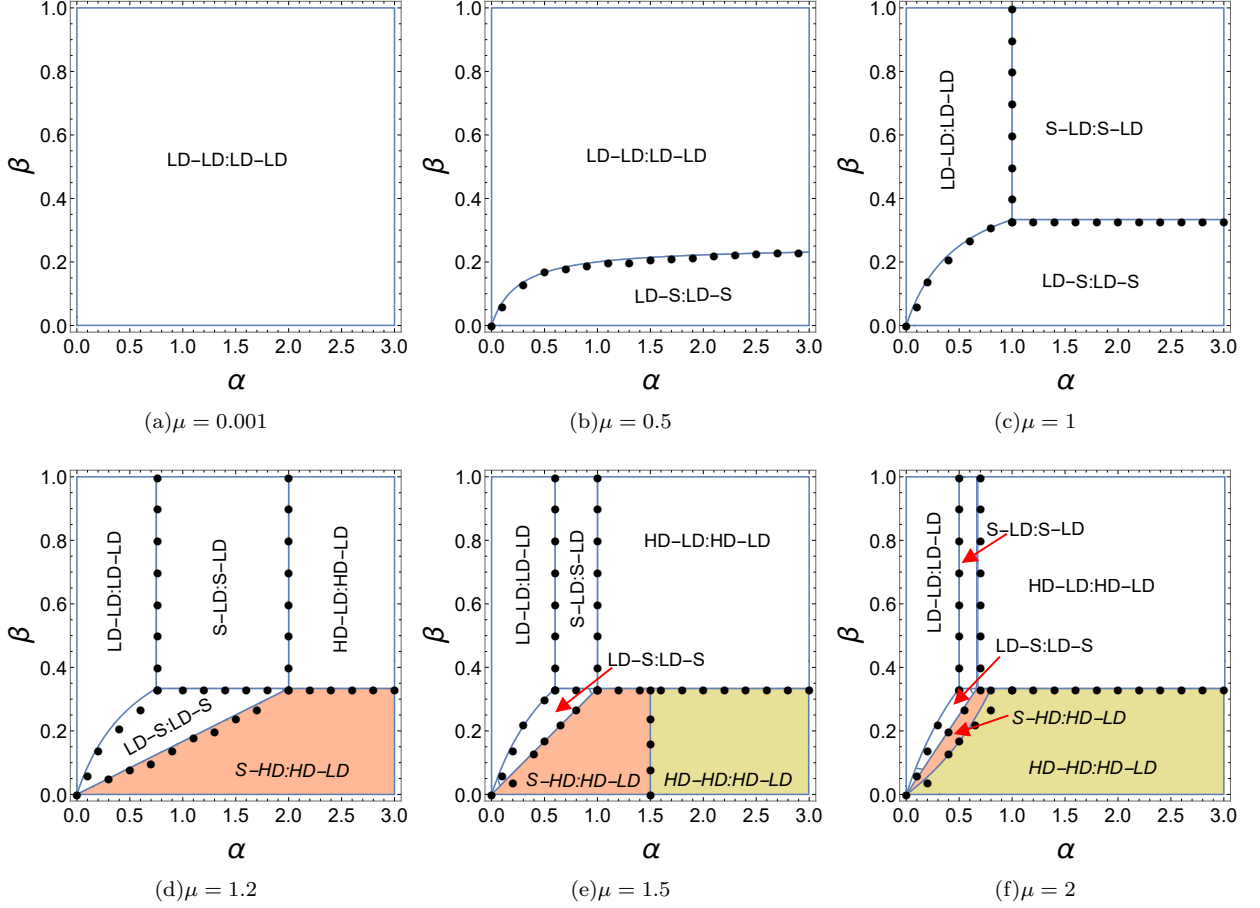 1.0
0.8
0.6
0.4
0.2
0.0
β
LD−LD:LD−LD
0.0 0.5 1.0 1.5 2.0 2.5 3.0
α
(a)μ = 0.001
1.0
0.8
0.6
0.4
0.2
0.0
β
LD−LD:LD−LD
LD−S:LD−S
0.0 0.5 1.0 1.5 2.0 2.5 3.0
α
(b)μ = 0.5
1.0
0.8
0.6
0.4
0.2
0.0
β
LD−LD:LD−LD
S−LD:S−LD
LD−S:LD−S
0.0 0.5 1.0 1.5 2.0 2.5 3.0
α
(c)μ = 1
1.0
0.8
0.6
0.4
0.2
0.0
β
LD−LD:LD−LD
S−LD:S−LD
HD−LD:HD−LD
LD−S:LD−S
S−HD:HD−LD
0.0 0.5 1.0 1.5 2.0 2.5 3.0
α
(d)μ = 1.2
1.0
0.8
0.6
0.4
0.2
0.0
β
LD−LD:LD−LD
S−LD:S−LD
HD−LD:HD−LD
LD−S:LD−S
S−HD:HD−LD
HD−HD:HD−LD
0.0 0.5 1.0 1.5 2.0 2.5 3.0
α
(e)μ = 1.5
1.0
0.8
0.6
0.4
0.2
0.0
β
LD−LD:LD−LD
S−LD:S−LD
HD−LD:HD−LD
LD−S:LD−S
S−HD:HD−LD
HD−HD:HD−LD
0.0 0.5 1.0 1.5 2.0 2.5 3.0
α
(f)μ = 2